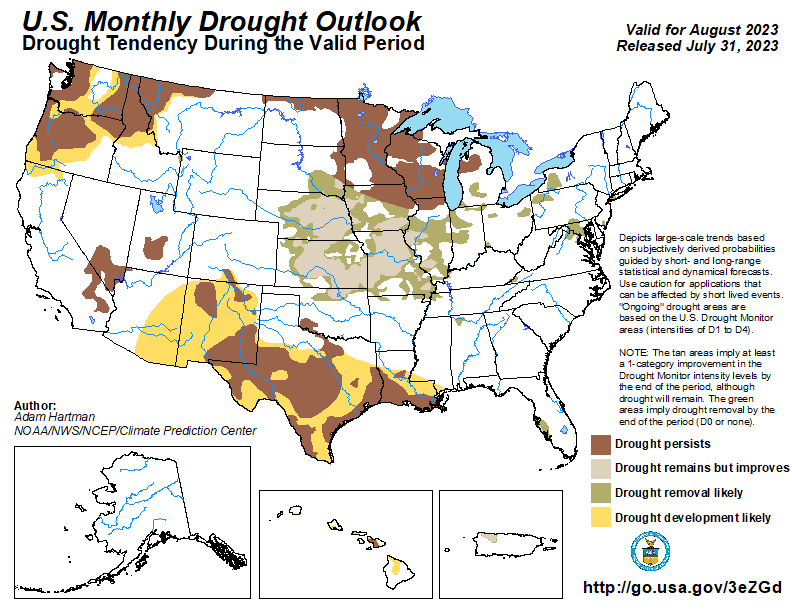 U.S. Monthly Drought Outlook
Drought Tendency During the Valid Period
Valid for August 2023
Released July 31, 2023
Depicts large-scale trends based
on subjectively derived probabilities
guided by short- and long-range
statistical and dynamical forecasts.
Use caution for applications that
can be affected by short lived events.
"Ongoing" drought areas are
based on the U.S. Drought Monitor
areas (intensities of D1 to D4).
NOTE: The tan areas imply at least
a 1-category improvement in the
Drought Monitor intensity levels by
the end of the period, although
drought will remain. The green
areas imply drought removal by the
end of the period (D0 or none).
Author:
Adam Hartman
NOAA/NWS/NCEP/Climate Prediction Center
Drought persists
Drought remains but improves
Drought removal likely
Drought development likely
http://go.usa.gov/3eZGd